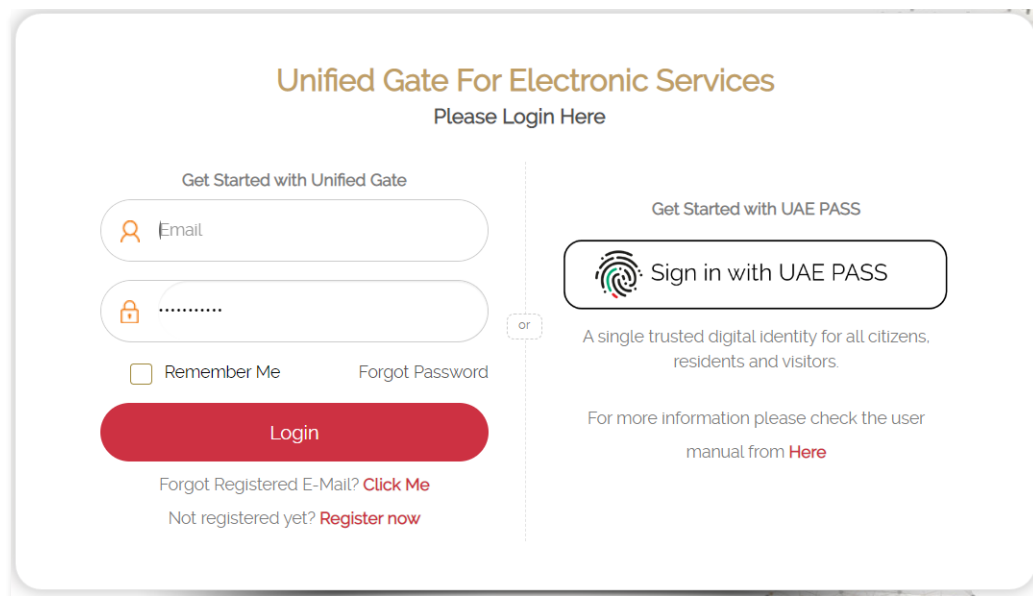 Unified Gate For Electronic Services
Please Login Here
Get Started with Unified Gate
Email
•••••••••••
Remember Me
Forgot Password
Login
Forgot Registered E-Mail? Click Me
Not registered yet? Register now
or
Get Started with UAE PASS
Sign in with UAE PASS
A single trusted digital identity for all citizens,
residents and visitors.
For more information please check the user
manual from Here